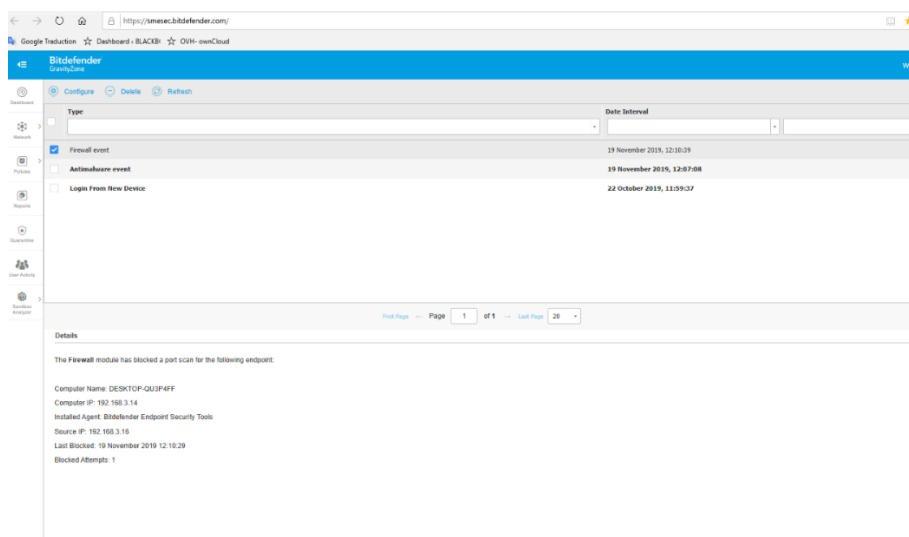 https://smesec.bitdefender.com/
Google Traduction Dashboard ‹ BLACKB‹ OVH- ownCloud
Bitdefender
GravityZone
W
Configure Delete Refresh
Dashboard
Network
Policies
Reports
Quarantine
User Activity
Sandbox
Analyzer
Type Date Interval
Firewall event 19 November 2019, 12:10:39
Antimalware event 19 November 2019, 12:07:08
Login From New Device 22 October 2019, 11:59:37
First Page Page 1 of 1 Last Page 20
Details
The Firewall module has blocked a port scan for the following endpoint:
Computer Name: DESKTOP-QU3P4FF
Computer IP: 192.168.3.14
Installed Agent: Bitdefender Endpoint Security Tools
Source IP: 192.168.3.16
Last Blocked: 19 November 2019 12:10:29
Blocked Attempts: 1